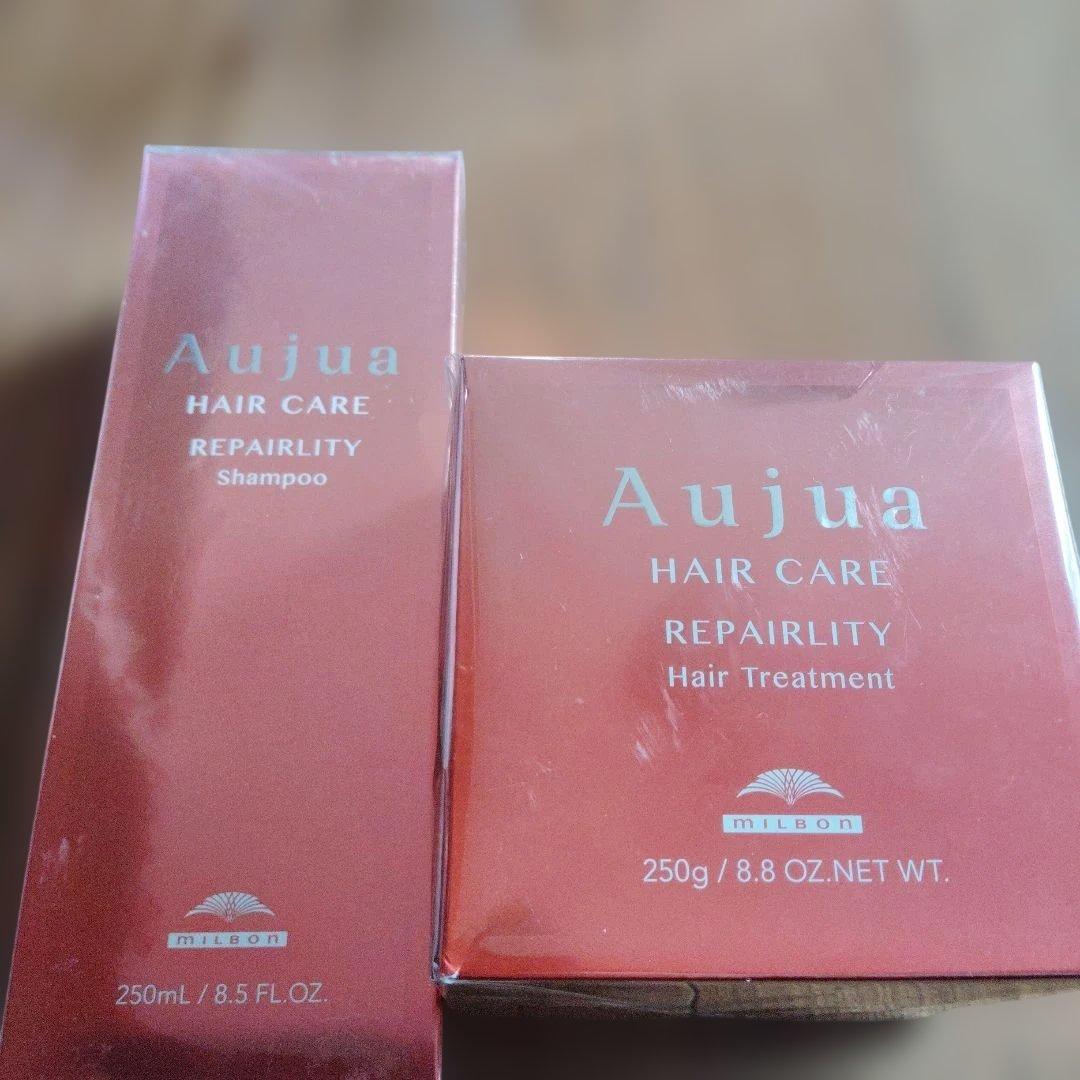 Aujua
HAIR CARE
REPAIRLITY
Shampoo
MILBON
250mL / 8.5 FL.OZ.
Aujua
HAIR CARE
REPAIRLITY
Hair Treatment
MILBON
250g / 8.8 OZ.NET WT.